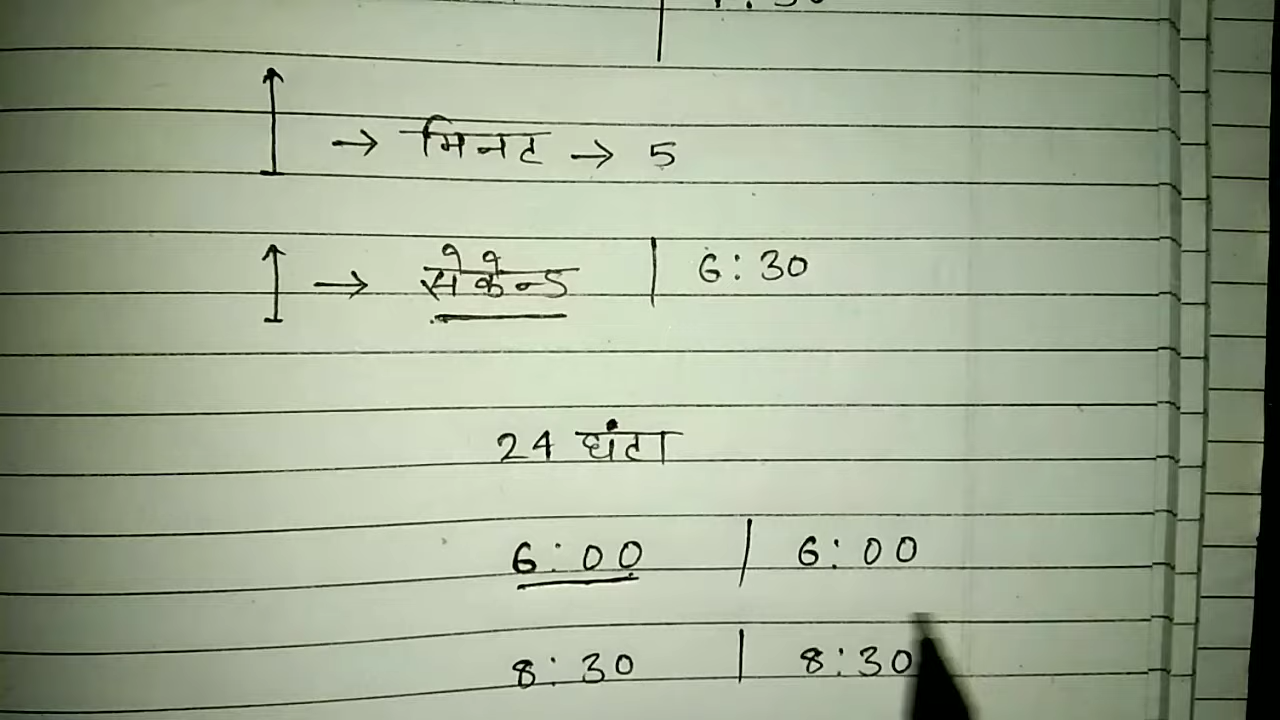 → मिनट → 5
→ सेकेन्ड | 6:30
24 घंटा
6:00 | 6:00
8:30 | 8:30